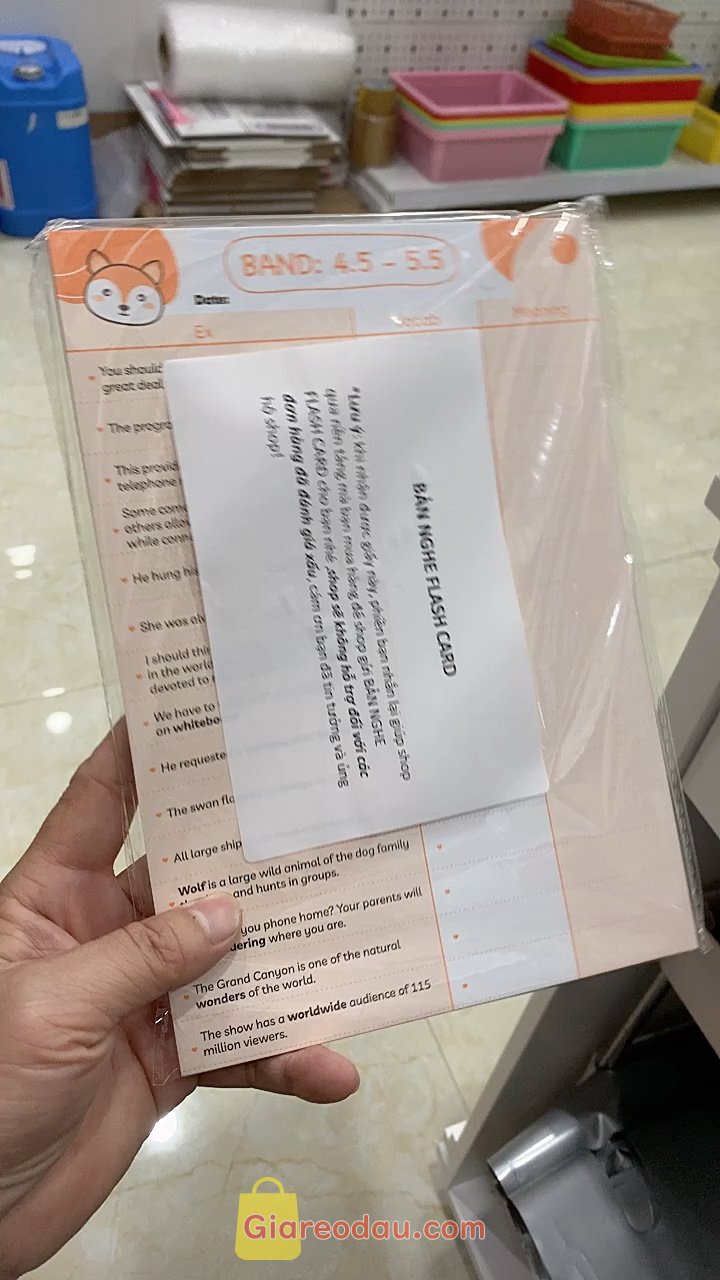 BAND: 4.5 - 5.5
Date:
Ex
Vocab
Meaning
You should
great deal
The progra
This provid
telephone
Some com
others allo
while conn
He hung hi
She was al
I should thi
in the world
devoted to
We have to
on whitebo
He requeste
The swan fl
All large ship
Wolf is a large wild animal of the dog family
and hunts in groups.
you phone home? Your parents will
dering where you are.
The Grand Canyon is one of the natural
wonders of the world.
The show has a worldwide audience of 115
million viewers.
BẢN NGHE FLASH CARD
*Lưu ý: khi nhận được giấy này, phiền bạn nhắn lại giúp shop
qua nền tảng mà bạn mua hàng để shop gửi BẢN NGHE
FLASH CARD cho bạn nhé, shop sẽ không hỗ trợ đối với các
đơn hàng đã đánh giá xấu, cảm ơn bạn đã tin tưởng và ủng
hộ shop!
Giareodau.com